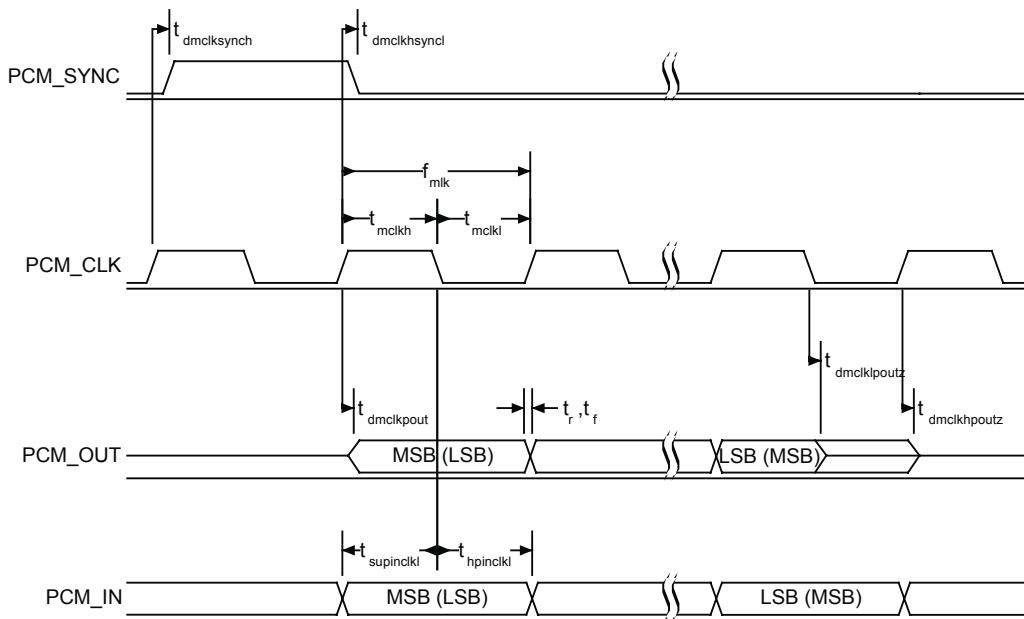 t dmclksynch
t dmclkhsyncl
PCM_SYNC
f mlk
t mclkh
t mclkl
PCM_CLK
t dmclklpoutz
t dmclkpout
t r ,t f
t dmclkhpoutz
PCM_OUT
MSB (LSB)
LSB (MSB)
t supinclkl
t hpinclkl
PCM_IN
MSB (LSB)
LSB (MSB)